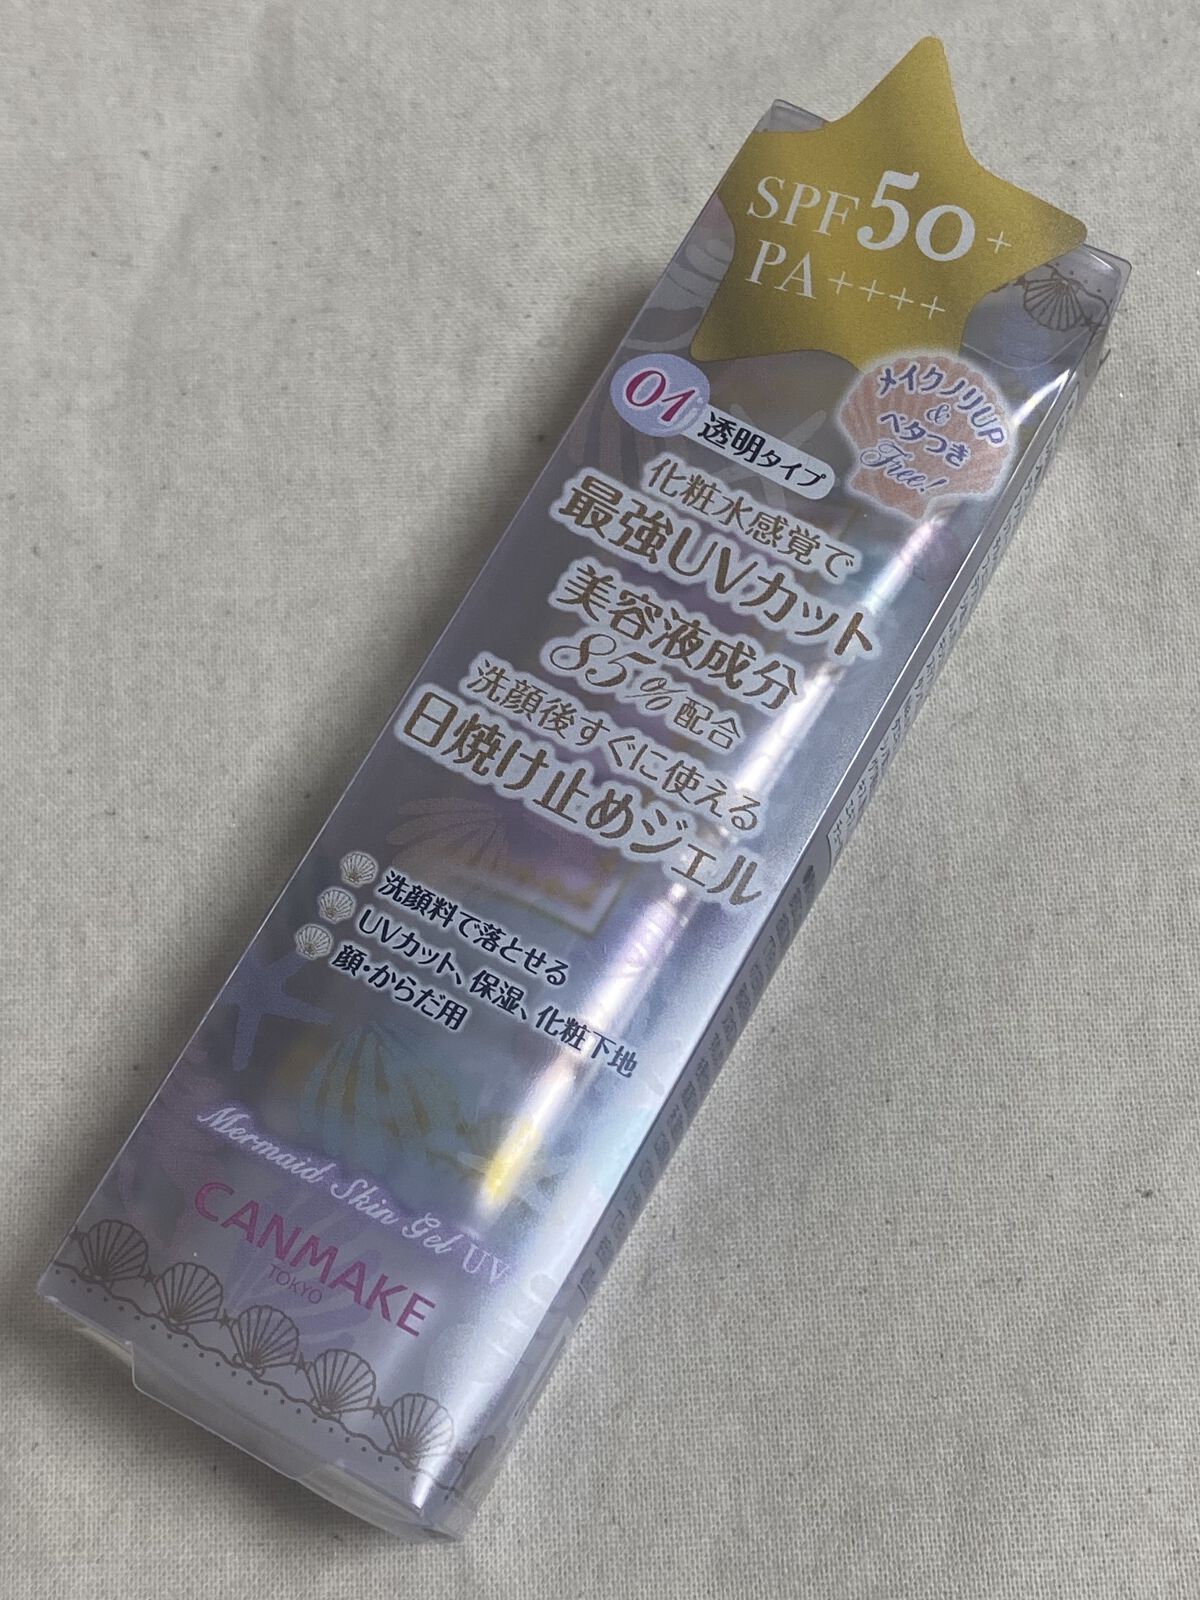 SPF50+
PA++++
メイクノリUP
&
ベタつき
Free!
01 透明タイプ
化粧水感覚で
最強UVカット
美容液成分
85%配合
洗顔後すぐに使える
日焼け止めジェル
洗顔料で落とせる
UVカット、保湿、化粧下地
顔・からだ用
Mermaid Skin Gel UV
CANMAKE
TOKYO